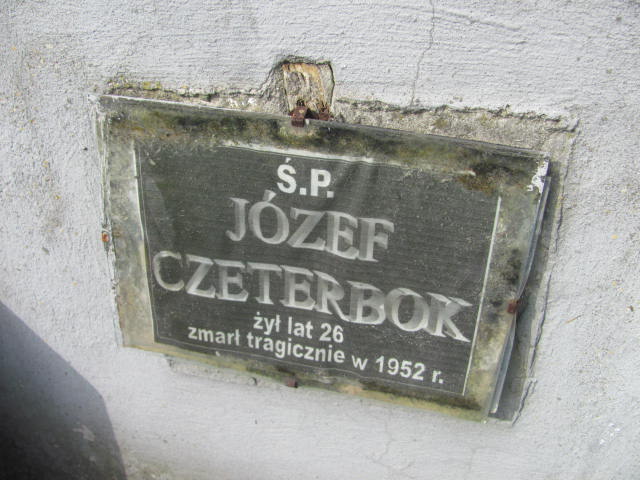 Ś.P.
JÓZEF
CZETERBOK
żył lat 26
zmarł tragicznie w 1952 r.